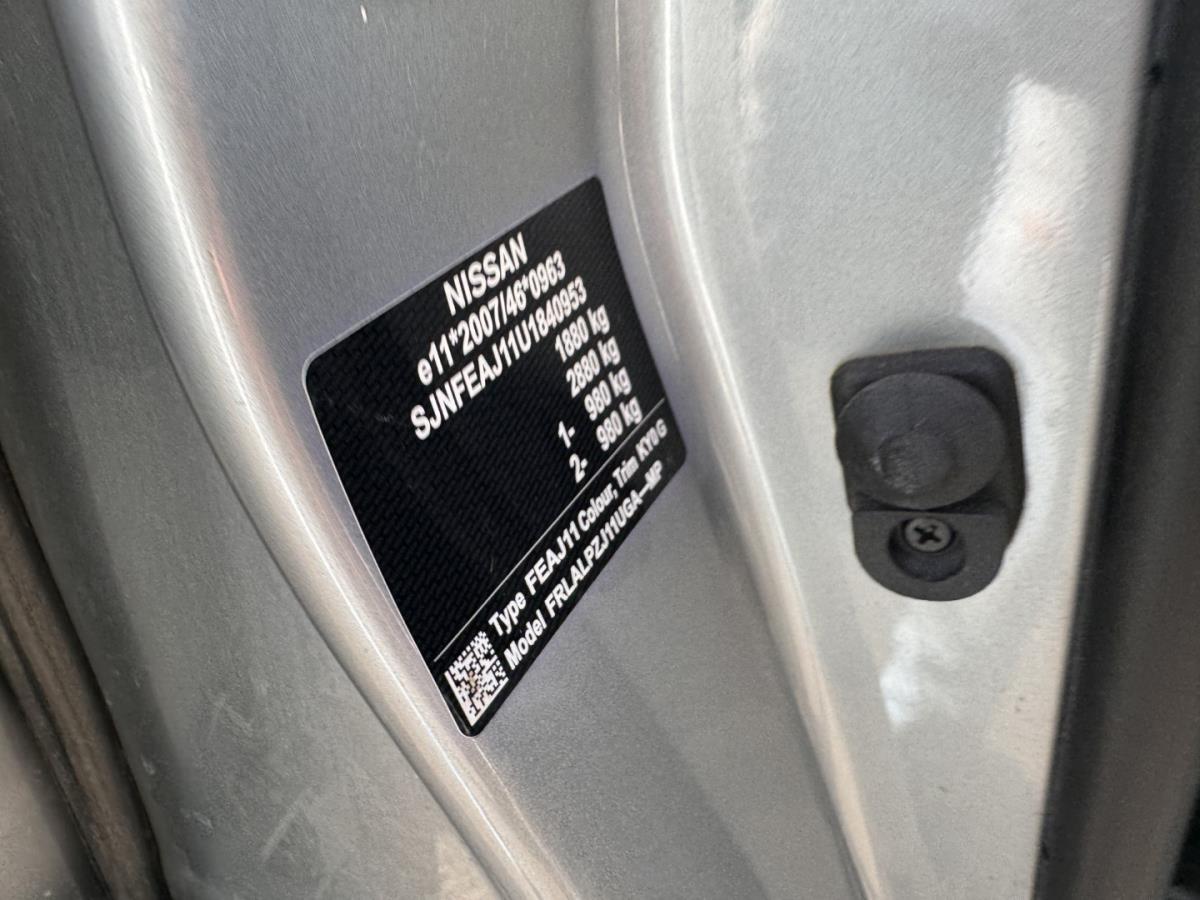 NISSAN
e11*2007/46*0963
SJNFEAJ11U1840953
1880 kg
2880 kg
1- 980 kg
2- 980 kg
Type FEAJ11 Colour, Trim KY0 G
Model FRLALPZJ11UGA—MP